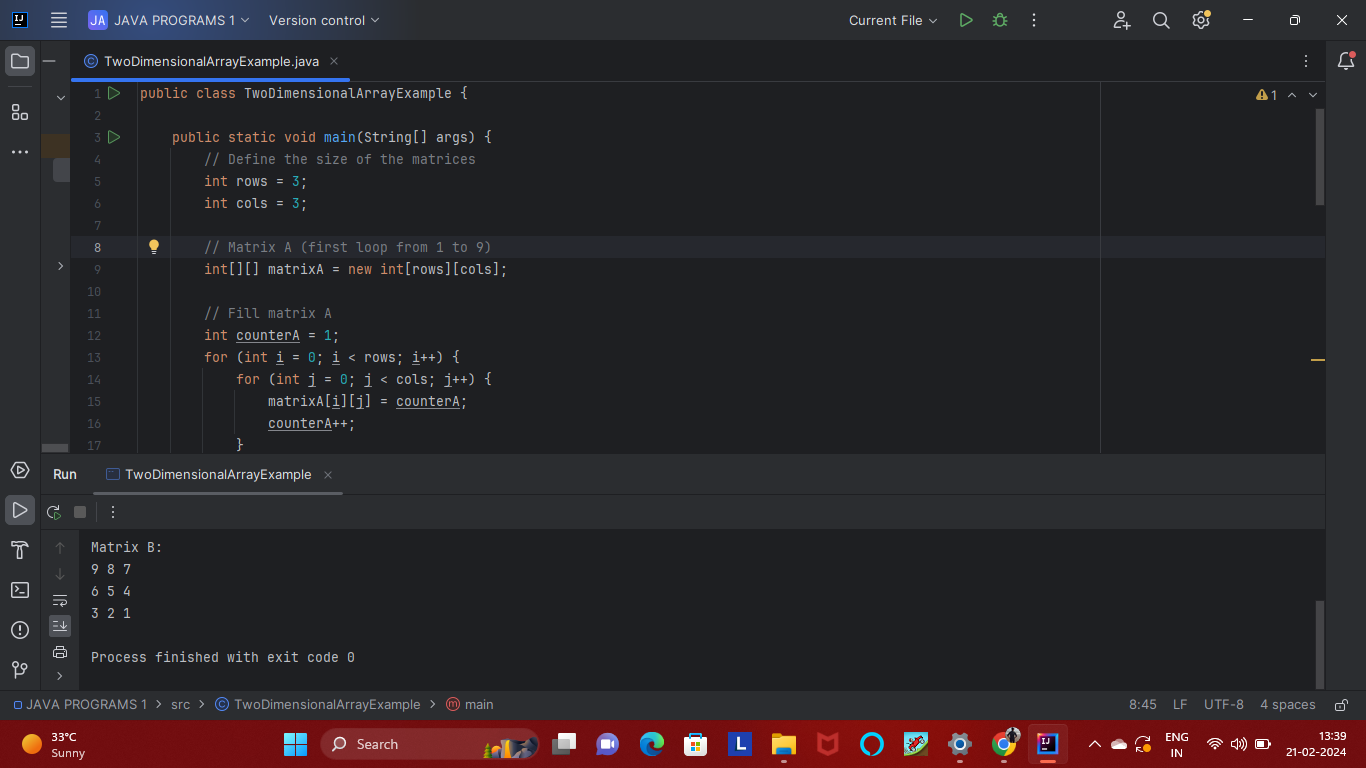 JA JAVA PROGRAMS 1 Version control Current File
TwoDimensionalArrayExample.java
1 public class TwoDimensionalArrayExample { 1
2
3 public static void main(String[] args) {
4 // Define the size of the matrices
5 int rows = 3;
6 int cols = 3;
7
8 // Matrix A (first loop from 1 to 9)
9 int[][] matrixA = new int[rows][cols];
10
11 // Fill matrix A
12 int counterA = 1;
13 for (int i = 0; i < rows; i++) {
14 for (int j = 0; j < cols; j++) {
15 matrixA[i][j] = counterA;
16 counterA++;
17 }
Run TwoDimensionalArrayExample
Matrix B:
9 8 7
6 5 4
3 2 1
Process finished with exit code 0
JAVA PROGRAMS 1 > src > TwoDimensionalArrayExample > main 8:45 LF UTF-8 4 spaces
33°C
Sunny
Search
ENG
IN
13:39
21-02-2024